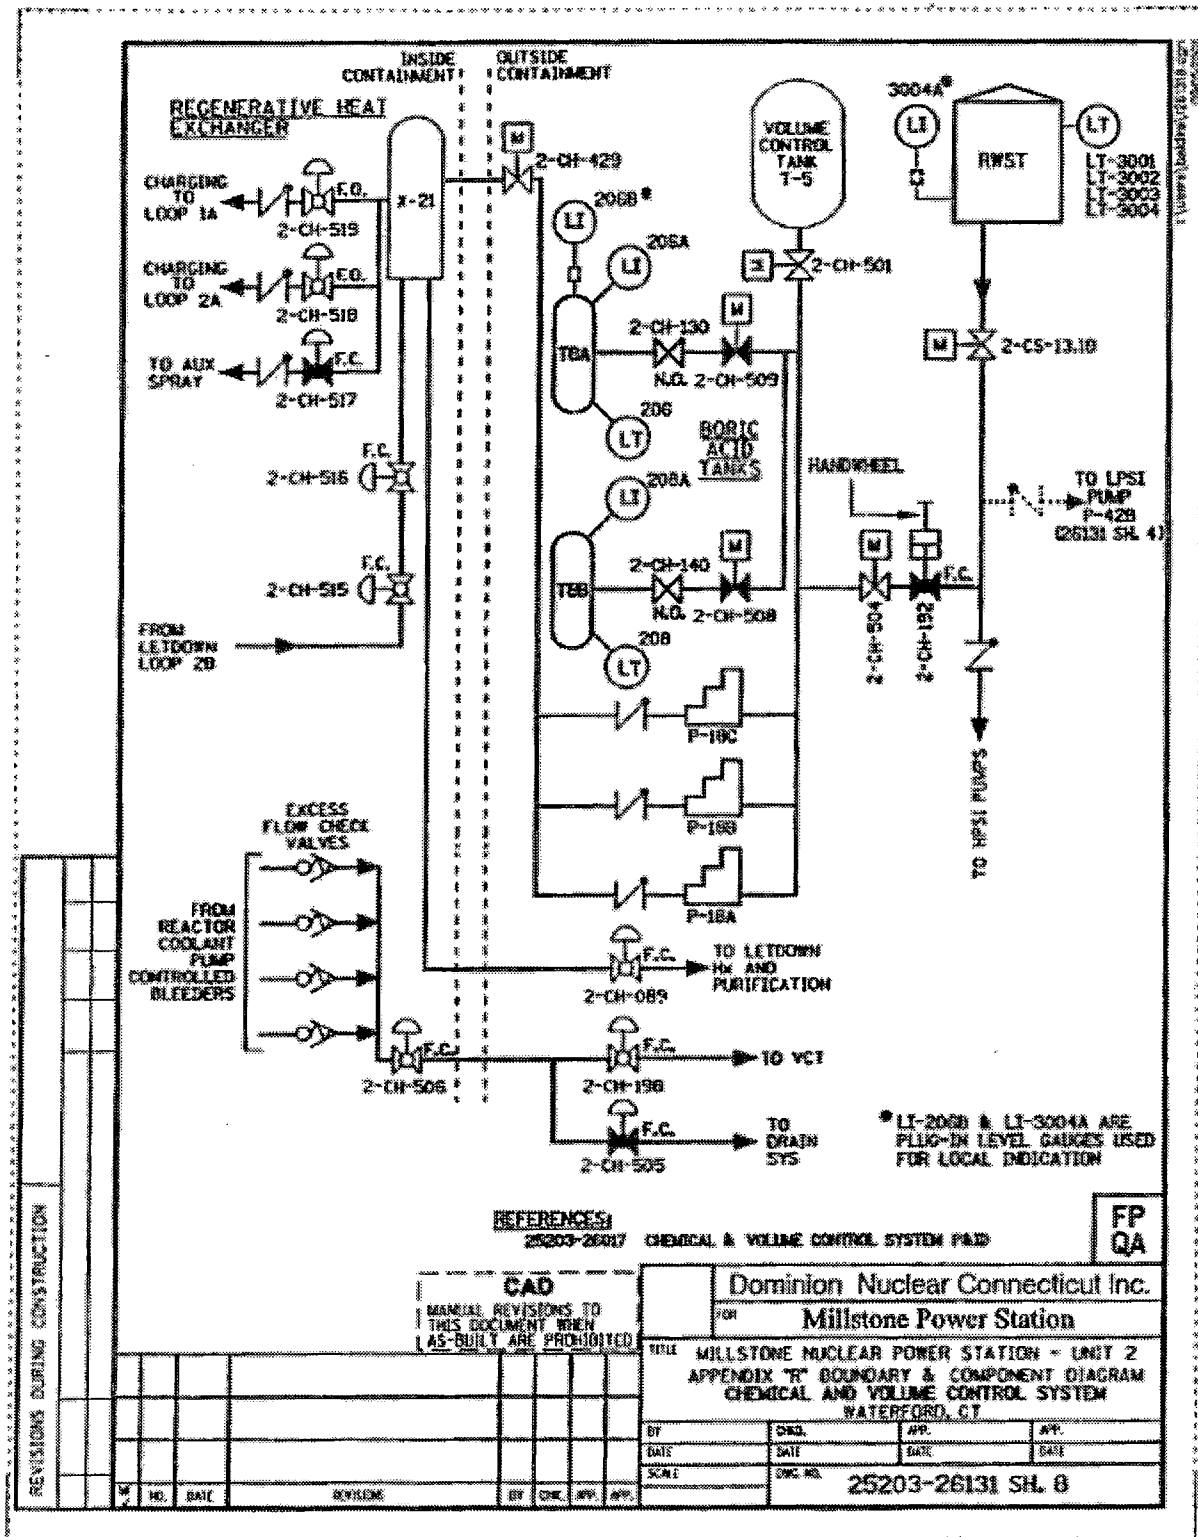 INSIDE
CONTAINMENT
OUTSIDE
CONTAINMENT
REGENERATIVE HEAT
EXCHANGER
X-21
M
2-CH-429
CHARGING
TO
LOOP 1A
F.O.
2-CH-519
CHARGING
TO
LOOP 2A
F.O.
2-CH-518
TO AUX
SPRAY
F.C.
2-CH-517
F.C.
2-CH-516
F.C.
2-CH-515
FROM
LETDOWN
LOOP 2B
LI
206B *
LI
206A
T8A
2-CH-130
N.O.
M
2-CH-509
206
LT
BORIC
ACID
TANKS
LI
208A
T8B
2-CH-140
N.O.
M
2-CH-508
208
LT
VOLUME
CONTROL
TANK
T-5
M
2-CH-501
3004A*
LI
RWST
LT
LT-3001
LT-3002
LT-3003
LT-3004
M
2-CS-13.1B
HANDWHEEL
TO LPSI
PUMP
P-42B
(26131 SH. 4)
M
F.C.
2-CH-504
2-CH-192
TO HPSI PUMPS
P-18C
P-18B
P-18A
EXCESS
FLOW CHECK
VALVES
FROM
REACTOR
COOLANT
PUMP
CONTROLLED
BLEEDERS
F.C.
2-CH-089
TO LETDOWN
Hx AND
PURIFICATION
F.C.
2-CH-506
F.C.
2-CH-198
TO VCT
F.C.
2-CH-505
TO
DRAIN
SYS
* LI-206B & LI-3004A ARE
PLUG-IN LEVEL GAUGES USED
FOR LOCAL INDICATION
REFERENCES:
25203-26017 CHEMICAL & VOLUME CONTROL SYSTEM P&ID
FP
QA
CAD
MANUAL REVISIONS TO
THIS DOCUMENT WHEN
AS-BUILT ARE PROHIBITED
Dominion Nuclear Connecticut Inc.
FOR
Millstone Power Station
TITLE
MILLSTONE NUCLEAR POWER STATION - UNIT 2
APPENDIX "R" BOUNDARY & COMPONENT DIAGRAM
CHEMICAL AND VOLUME CONTROL SYSTEM
WATERFORD, CT
BY CHKD. APP. APP.
DATE DATE DATE DATE
SCALE DWG. NO.
25203-26131 SH. 8
NO. DATE REVISIONS BY CHK. APP. APP.
REVISIONS DURING CONSTRUCTION